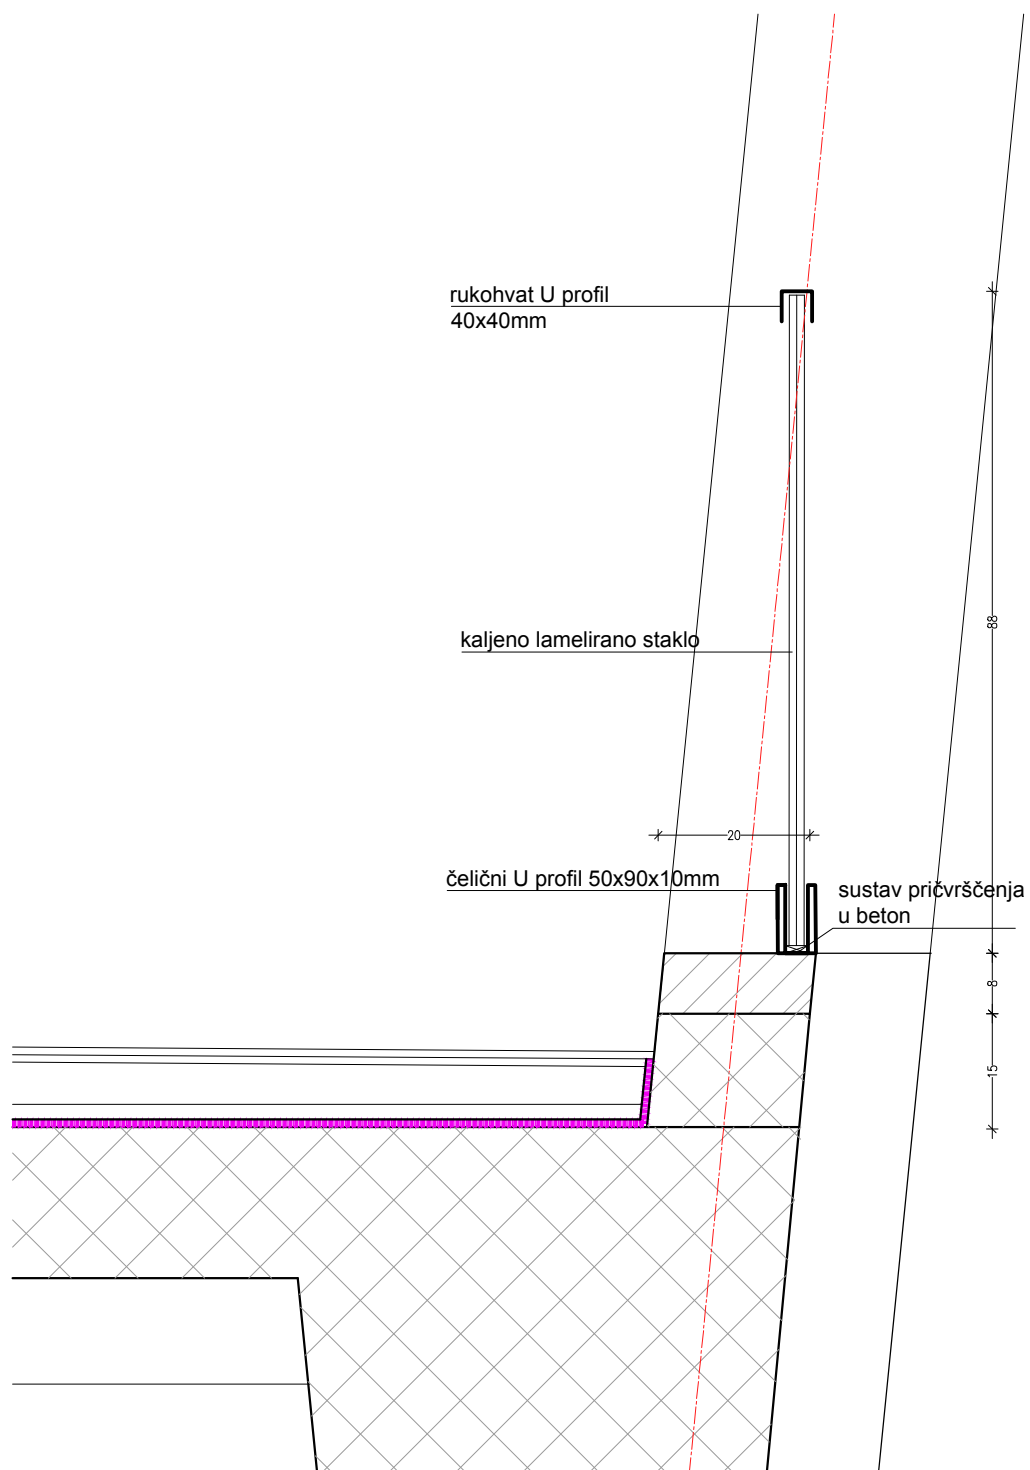 rukohvat U profil
40x40mm
88
kaljeno lamelirano staklo
20
čelični U profil 50x90x10mm
sustav pričvrščenja
u beton
8
15